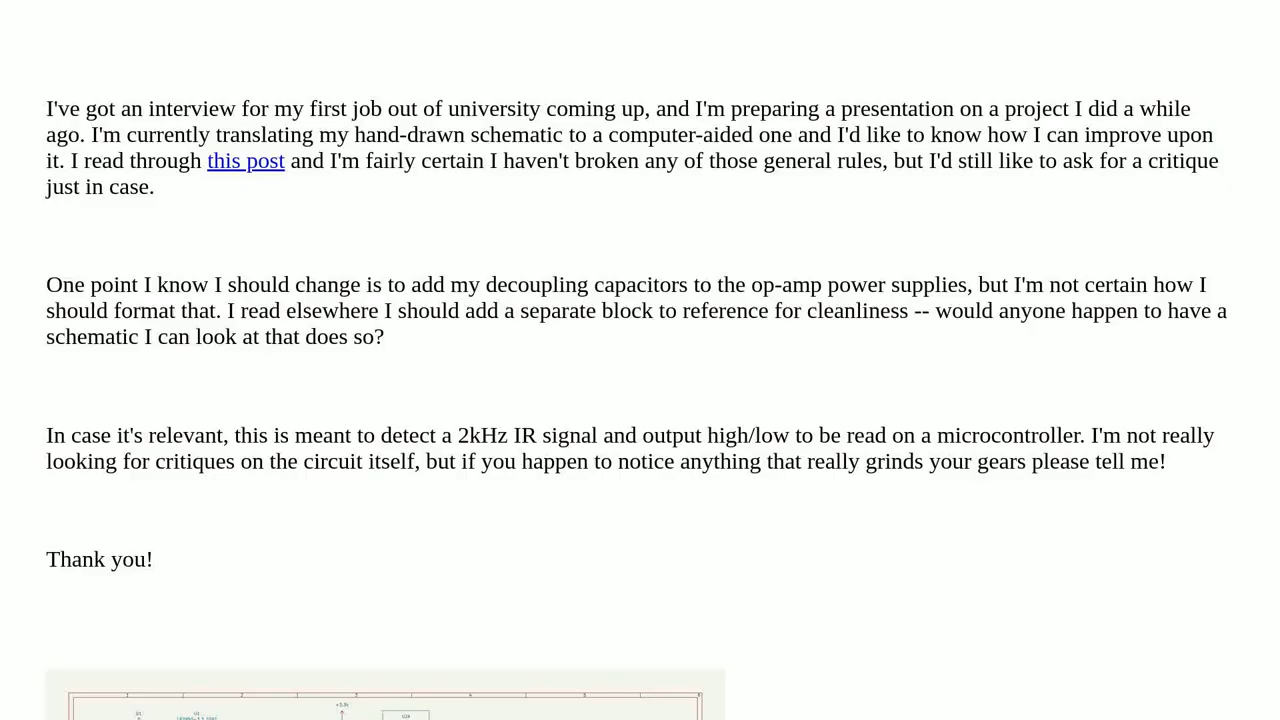 I've got an interview for my first job out of university coming up, and I'm preparing a presentation on a project I did a while
ago. I'm currently translating my hand-drawn schematic to a computer-aided one and I'd like to know how I can improve upon
it. I read through this post and I'm fairly certain I haven't broken any of those general rules, but I'd still like to ask for a critique
just in case.
One point I know I should change is to add my decoupling capacitors to the op-amp power supplies, but I'm not certain how I
should format that. I read elsewhere I should add a separate block to reference for cleanliness -- would anyone happen to have a
schematic I can look at that does so?
In case it's relevant, this is meant to detect a 2kHz IR signal and output high/low to be read on a microcontroller. I'm not really
looking for critiques on the circuit itself, but if you happen to notice anything that really grinds your gears please tell me!
Thank you!
1 2 3 4 5 6